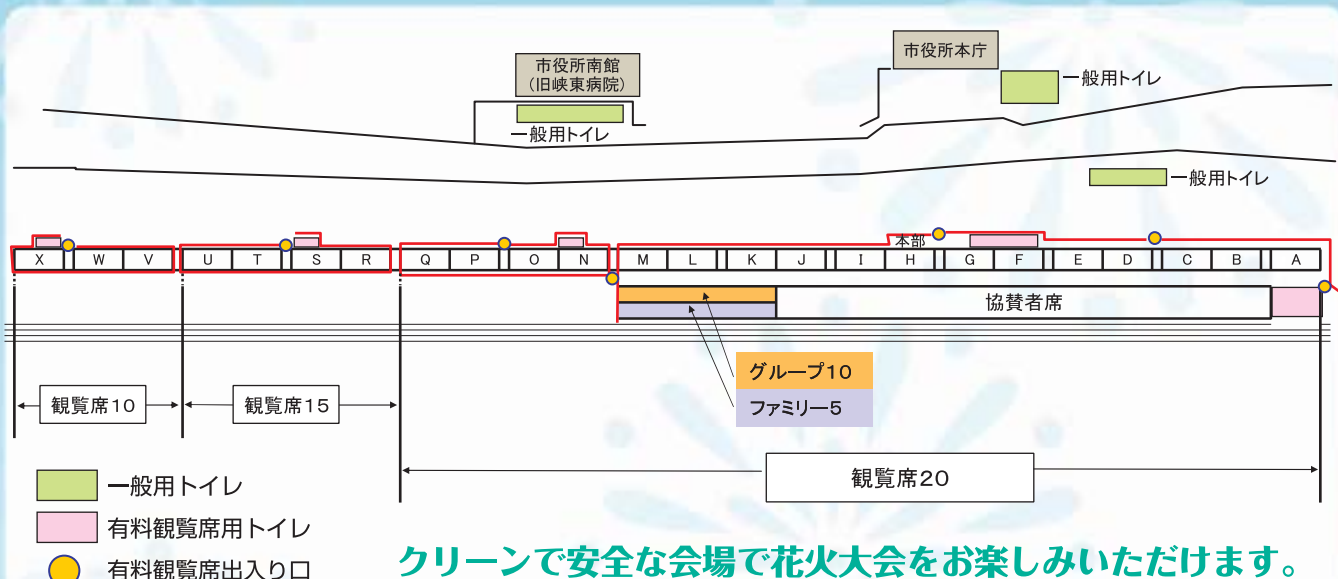 市役所本庁
市役所南館
(旧峡東病院)
一般用トイレ
一般用トイレ
一般用トイレ
本部
X W V U T S R Q P O N M L K J I H G F E D C B A
協賛者席
グループ10
ファミリー5
観覧席10
観覧席15
観覧席20
一般用トイレ
有料観覧席用トイレ
有料観覧席出入り口
クリーンで安全な会場で花火大会をお楽しみいただけます。